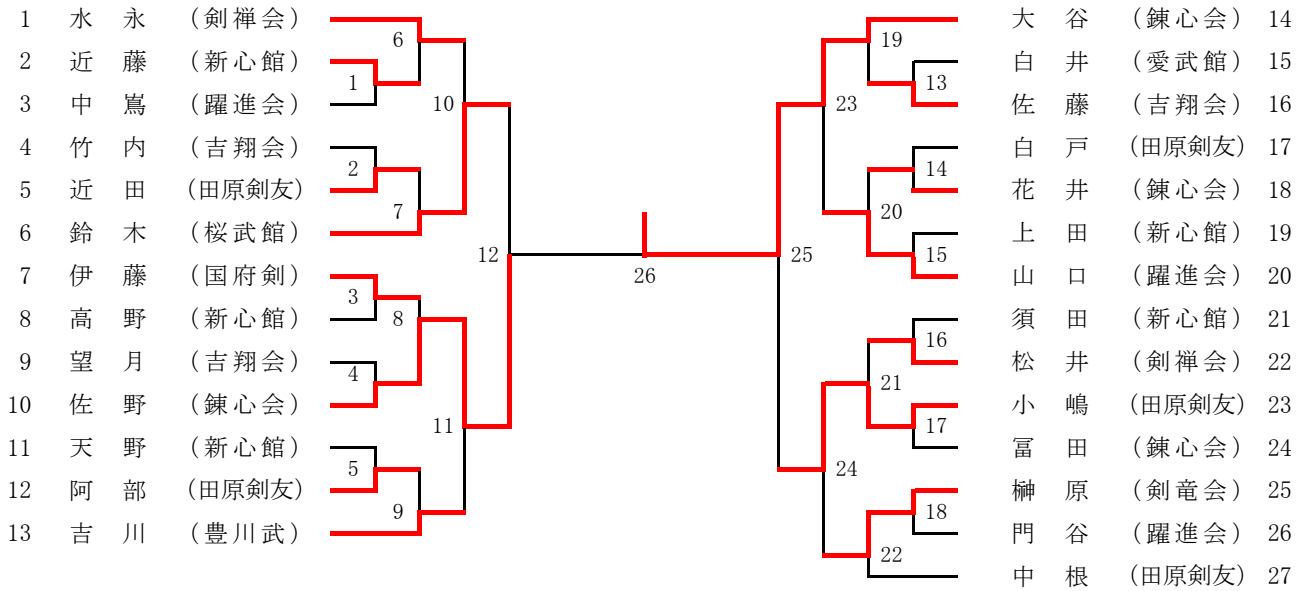 1 水永 (剣禅会)
2 近藤 (新心館)
3 中嶌 (躍進会)
4 竹内 (吉翔会)
5 近田 (田原剣友)
6 鈴木 (桜武館)
7 伊藤 (国府剣)
8 高野 (新心館)
9 望月 (吉翔会)
10 佐野 (錬心会)
11 天野 (新心館)
12 阿部 (田原剣友)
13 吉川 (豊川武)
6
1
10
2
7
12
3
8
4
11
5
9
26
19
13
23
14
20
15
25
16
21
17
24
18
22
大谷 (錬心会) 14
白井 (愛武館) 15
佐藤 (吉翔会) 16
白戸 (田原剣友) 17
花井 (錬心会) 18
上田 (新心館) 19
山口 (躍進会) 20
須田 (新心館) 21
松井 (剣禅会) 22
小嶋 (田原剣友) 23
冨田 (錬心会) 24
榊原 (剣竜会) 25
門谷 (躍進会) 26
中根 (田原剣友) 27